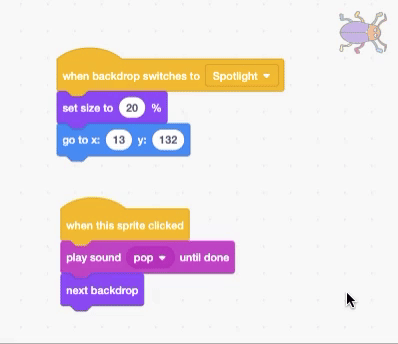 when backdrop switches to Spotlight
set size to 20 %
go to x: 13 y: 132
when this sprite clicked
play sound pop until done
next backdrop